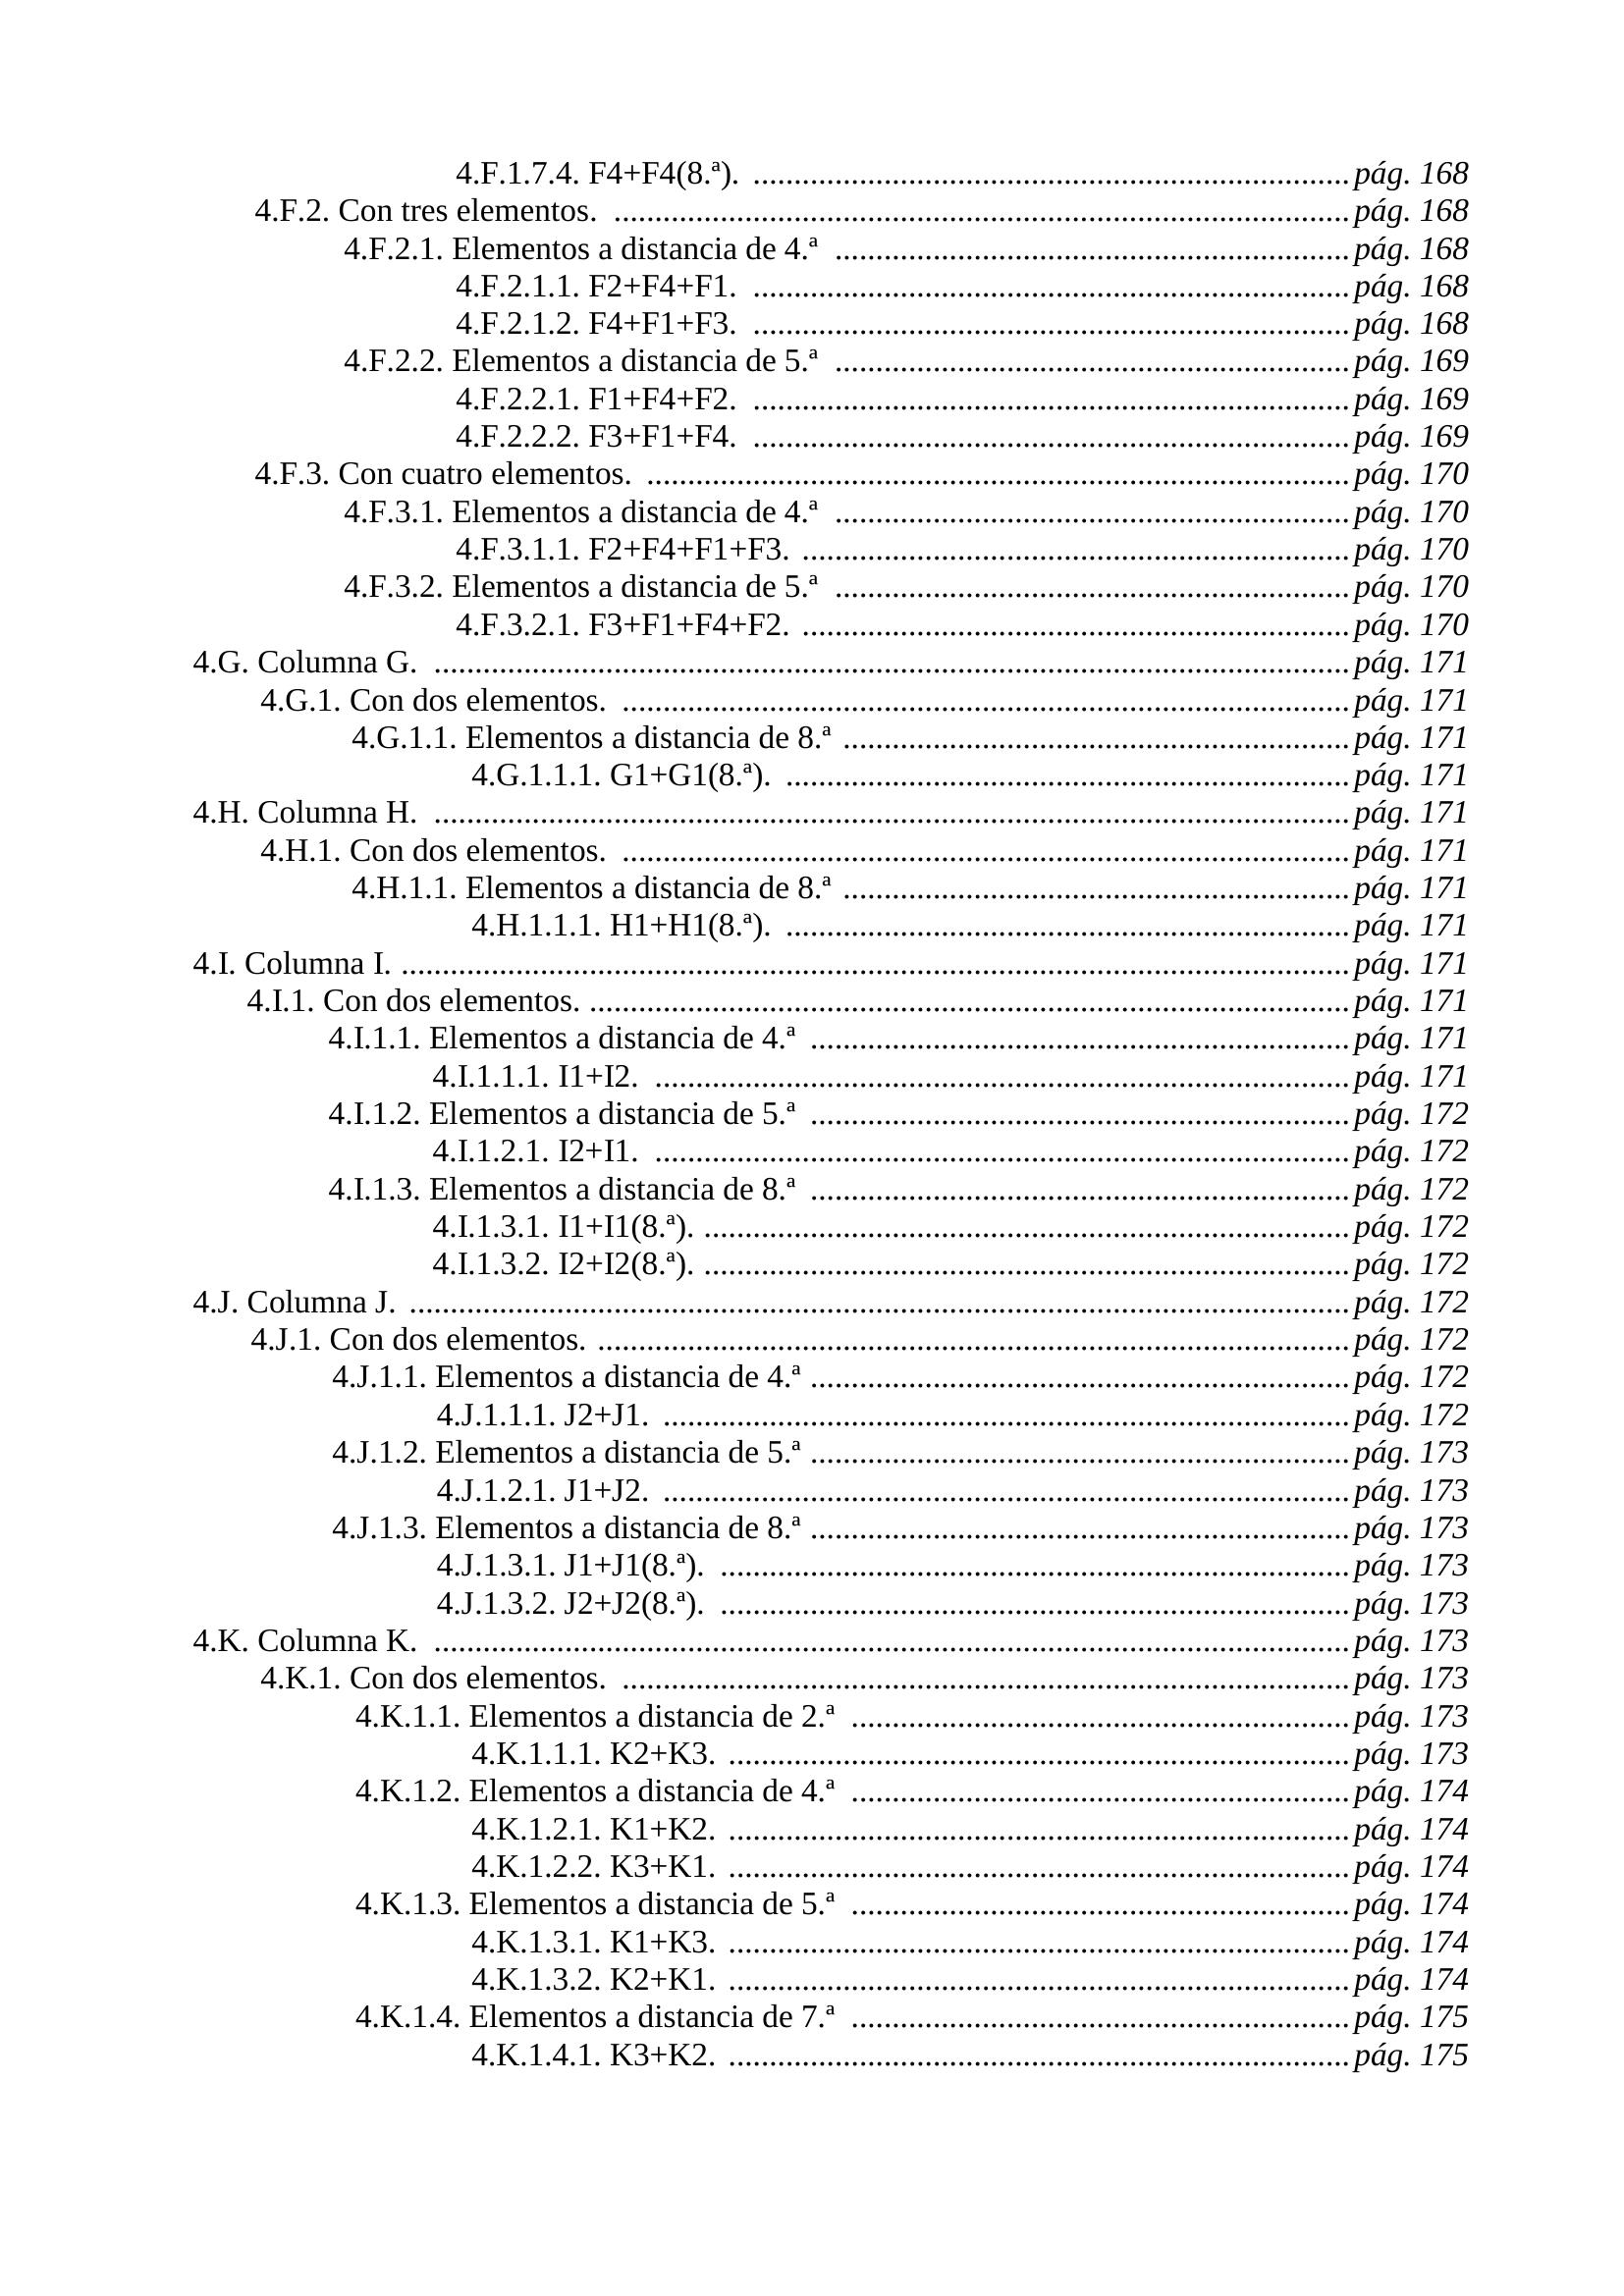 4.F.1.7.4. F4+F4(8.ª). ........................................................................ pág. 168
4.F.2. Con tres elementos. ........................................................................ pág. 168
4.F.2.1. Elementos a distancia de 4.ª ........................................................................ pág. 168
4.F.2.1.1. F2+F4+F1. ........................................................................ pág. 168
4.F.2.1.2. F4+F1+F3. ........................................................................ pág. 168
4.F.2.2. Elementos a distancia de 5.ª ........................................................................ pág. 169
4.F.2.2.1. F1+F4+F2. ........................................................................ pág. 169
4.F.2.2.2. F3+F1+F4. ........................................................................ pág. 169
4.F.3. Con cuatro elementos. ........................................................................ pág. 170
4.F.3.1. Elementos a distancia de 4.ª ........................................................................ pág. 170
4.F.3.1.1. F2+F4+F1+F3. ........................................................................ pág. 170
4.F.3.2. Elementos a distancia de 5.ª ........................................................................ pág. 170
4.F.3.2.1. F3+F1+F4+F2. ........................................................................ pág. 170
4.G. Columna G. ........................................................................ pág. 171
4.G.1. Con dos elementos. ........................................................................ pág. 171
4.G.1.1. Elementos a distancia de 8.ª ........................................................................ pág. 171
4.G.1.1.1. G1+G1(8.ª). ........................................................................ pág. 171
4.H. Columna H. ........................................................................ pág. 171
4.H.1. Con dos elementos. ........................................................................ pág. 171
4.H.1.1. Elementos a distancia de 8.ª ........................................................................ pág. 171
4.H.1.1.1. H1+H1(8.ª). ........................................................................ pág. 171
4.I. Columna I. ........................................................................ pág. 171
4.I.1. Con dos elementos. ........................................................................ pág. 171
4.I.1.1. Elementos a distancia de 4.ª ........................................................................ pág. 171
4.I.1.1.1. I1+I2. ........................................................................ pág. 171
4.I.1.2. Elementos a distancia de 5.ª ........................................................................ pág. 172
4.I.1.2.1. I2+I1. ........................................................................ pág. 172
4.I.1.3. Elementos a distancia de 8.ª ........................................................................ pág. 172
4.I.1.3.1. I1+I1(8.ª). ........................................................................ pág. 172
4.I.1.3.2. I2+I2(8.ª). ........................................................................ pág. 172
4.J. Columna J. ........................................................................ pág. 172
4.J.1. Con dos elementos. ........................................................................ pág. 172
4.J.1.1. Elementos a distancia de 4.ª ........................................................................ pág. 172
4.J.1.1.1. J2+J1. ........................................................................ pág. 172
4.J.1.2. Elementos a distancia de 5.ª ........................................................................ pág. 173
4.J.1.2.1. J1+J2. ........................................................................ pág. 173
4.J.1.3. Elementos a distancia de 8.ª ........................................................................ pág. 173
4.J.1.3.1. J1+J1(8.ª). ........................................................................ pág. 173
4.J.1.3.2. J2+J2(8.ª). ........................................................................ pág. 173
4.K. Columna K. ........................................................................ pág. 173
4.K.1. Con dos elementos. ........................................................................ pág. 173
4.K.1.1. Elementos a distancia de 2.ª ........................................................................ pág. 173
4.K.1.1.1. K2+K3. ........................................................................ pág. 173
4.K.1.2. Elementos a distancia de 4.ª ........................................................................ pág. 174
4.K.1.2.1. K1+K2. ........................................................................ pág. 174
4.K.1.2.2. K3+K1. ........................................................................ pág. 174
4.K.1.3. Elementos a distancia de 5.ª ........................................................................ pág. 174
4.K.1.3.1. K1+K3. ........................................................................ pág. 174
4.K.1.3.2. K2+K1. ........................................................................ pág. 174
4.K.1.4. Elementos a distancia de 7.ª ........................................................................ pág. 175
4.K.1.4.1. K3+K2. ........................................................................ pág. 175